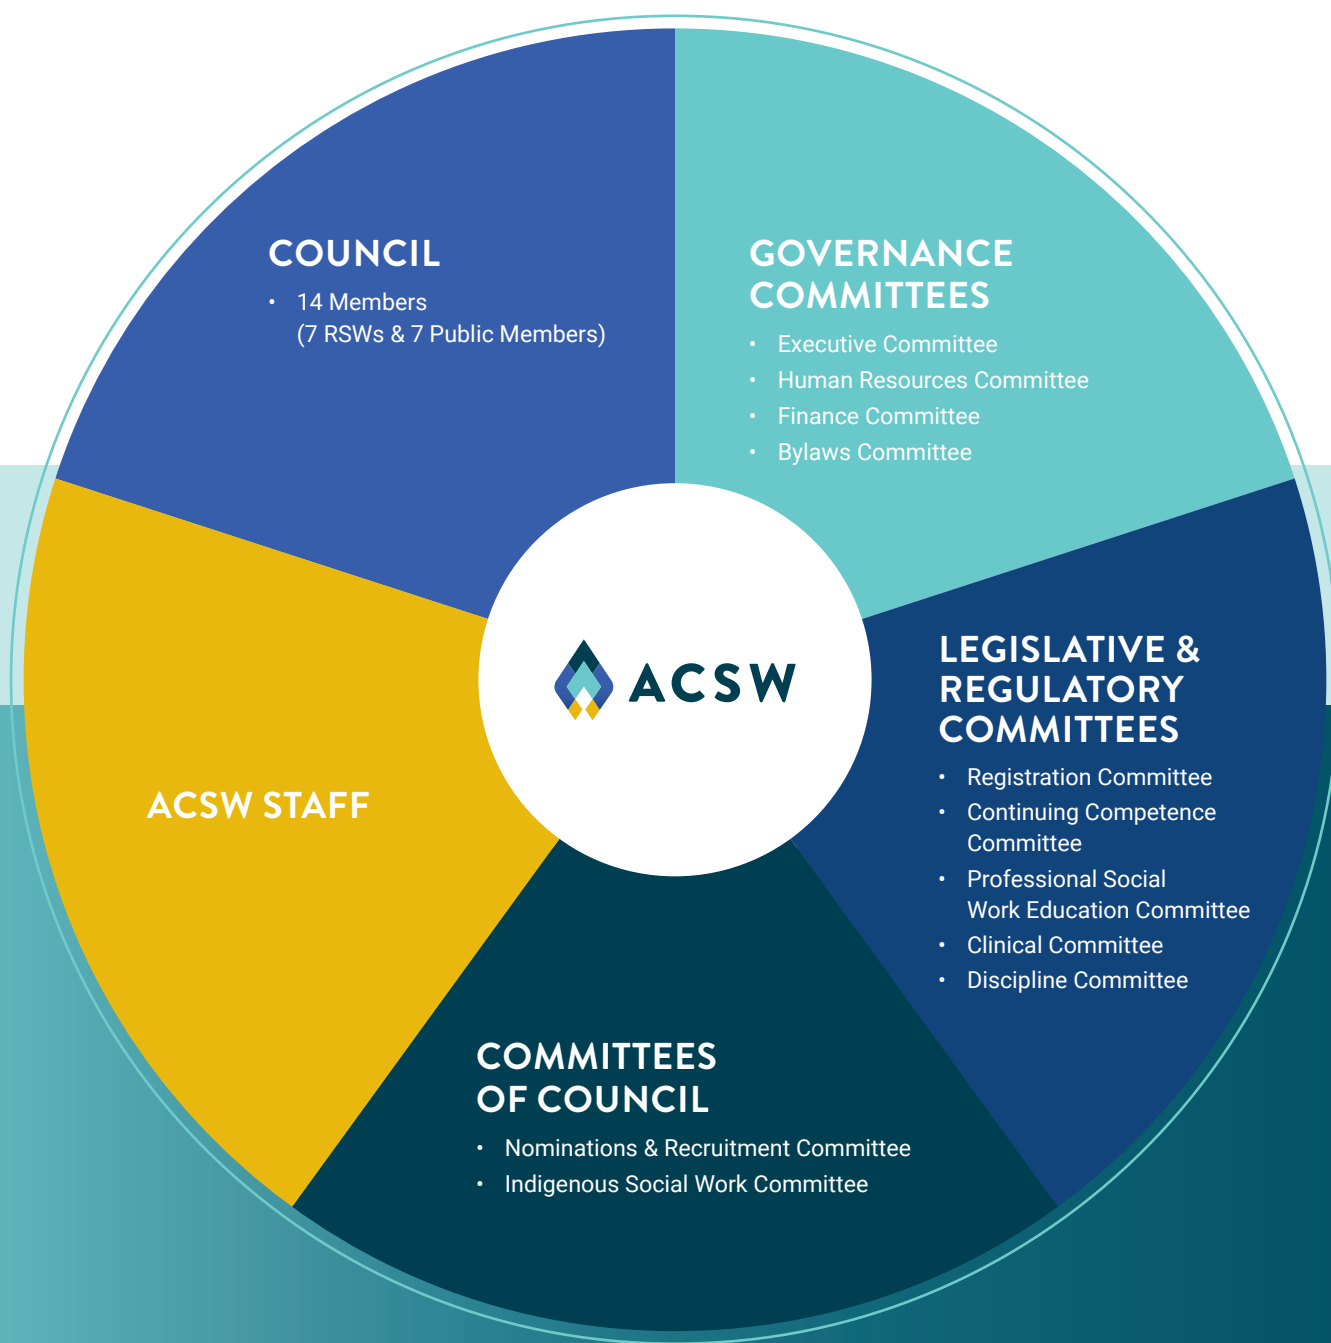 COUNCIL
• 14 Members
(7 RSWs & 7 Public Members)
GOVERNANCE
COMMITTEES
• Executive Committee
• Human Resources Committee
• Finance Committee
• Bylaws Committee
LEGISLATIVE &
REGULATORY
COMMITTEES
• Registration Committee
• Continuing Competence
Committee
• Professional Social
Work Education Committee
• Clinical Committee
• Discipline Committee
COMMITTEES
OF COUNCIL
• Nominations & Recruitment Committee
• Indigenous Social Work Committee
ACSW STAFF
ACSW